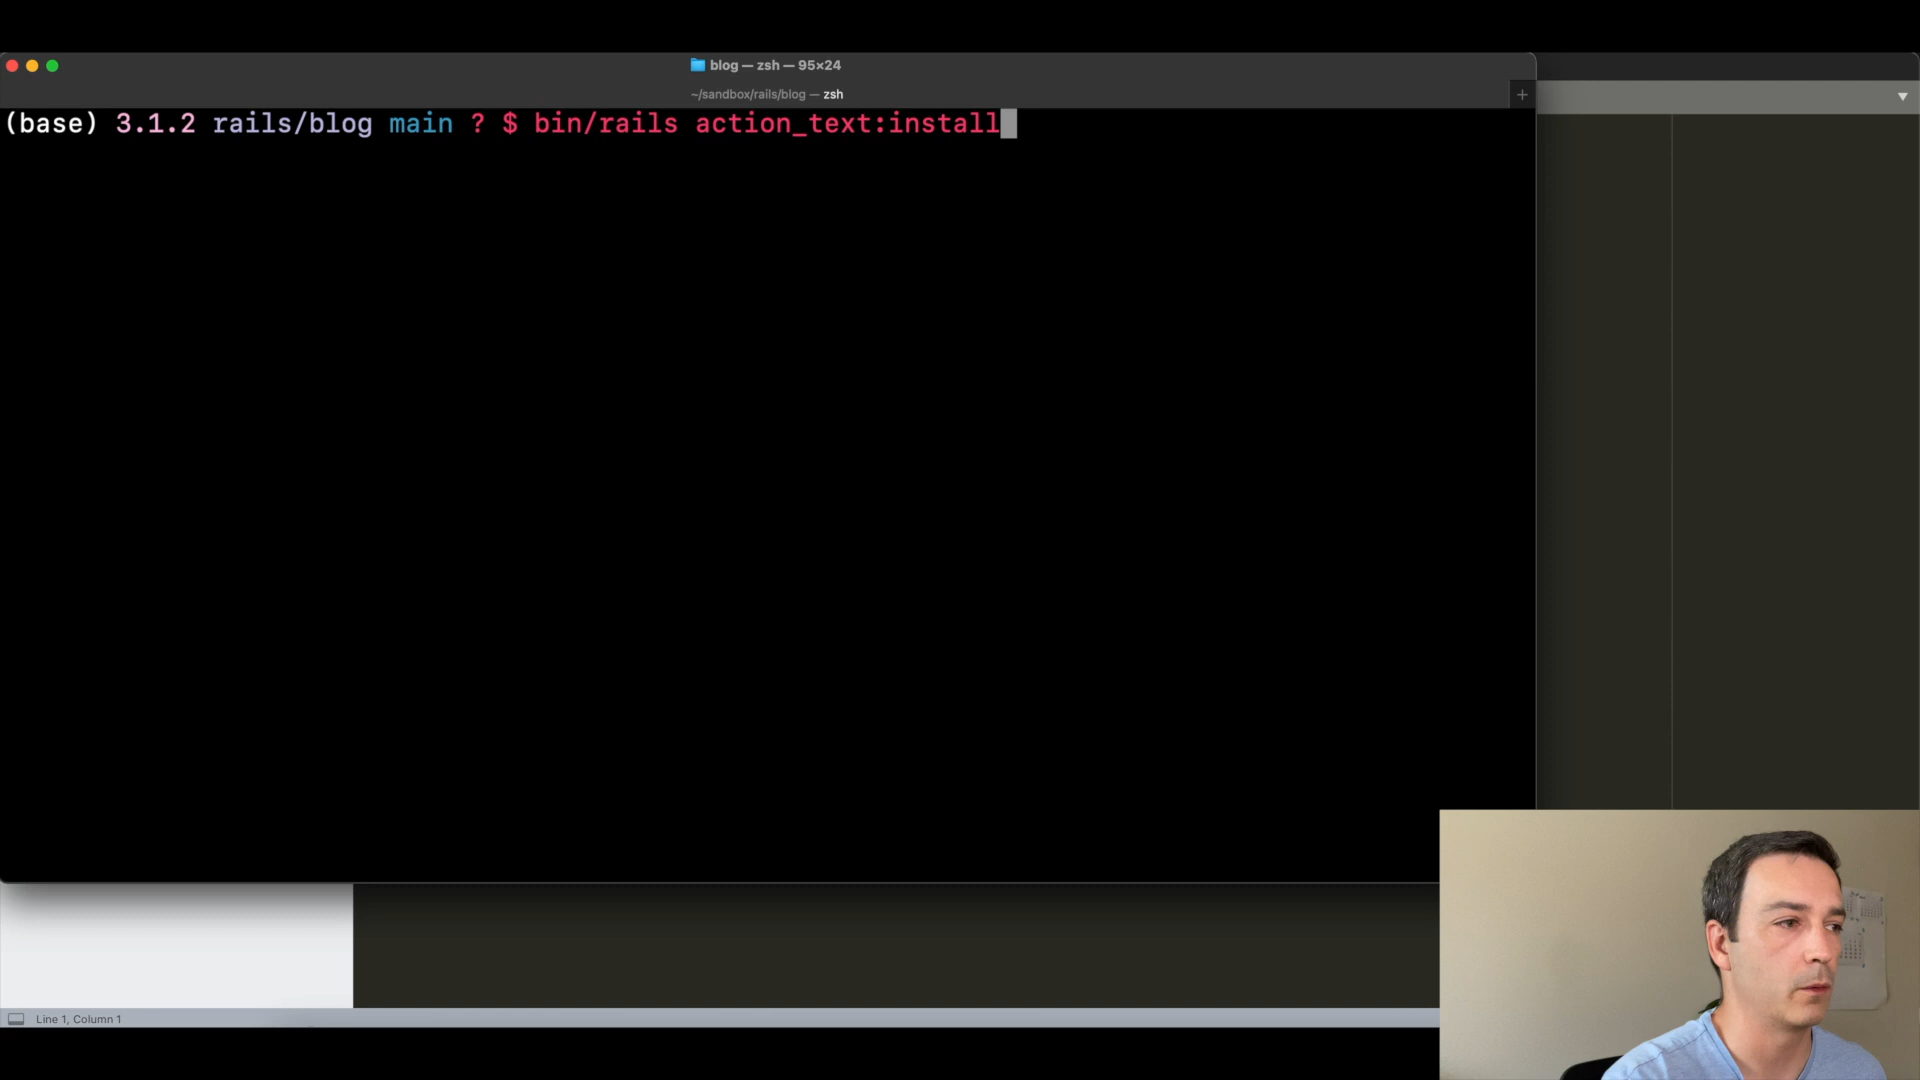 blog — zsh — 95×24
~/sandbox/rails/blog — zsh
(base) 3.1.2 rails/blog main ? $ bin/rails action_text:install
Line 1, Column 1